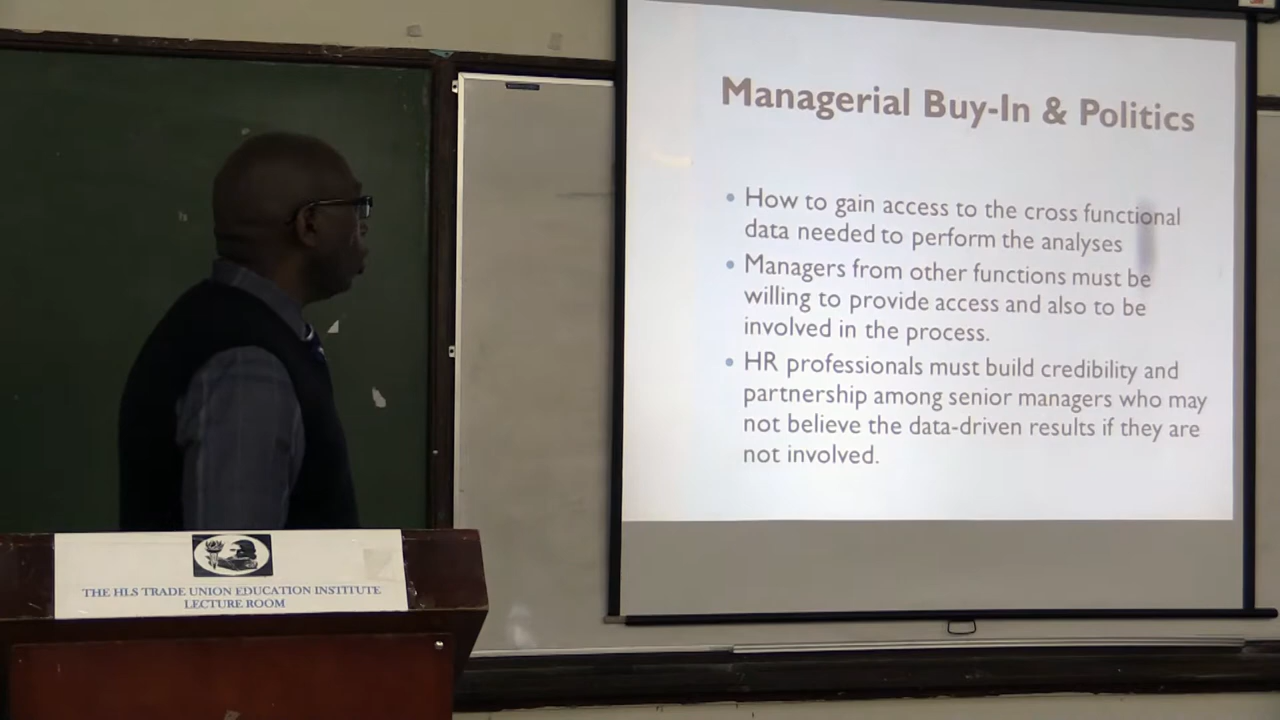 Managerial Buy-In & Politics
• How to gain access to the cross functional
data needed to perform the analyses
• Managers from other functions must be
willing to provide access and also to be
involved in the process.
• HR professionals must build credibility and
partnership among senior managers who may
not believe the data-driven results if they are
not involved.
THE HLS TRADE UNION EDUCATION INSTITUTE
LECTURE ROOM